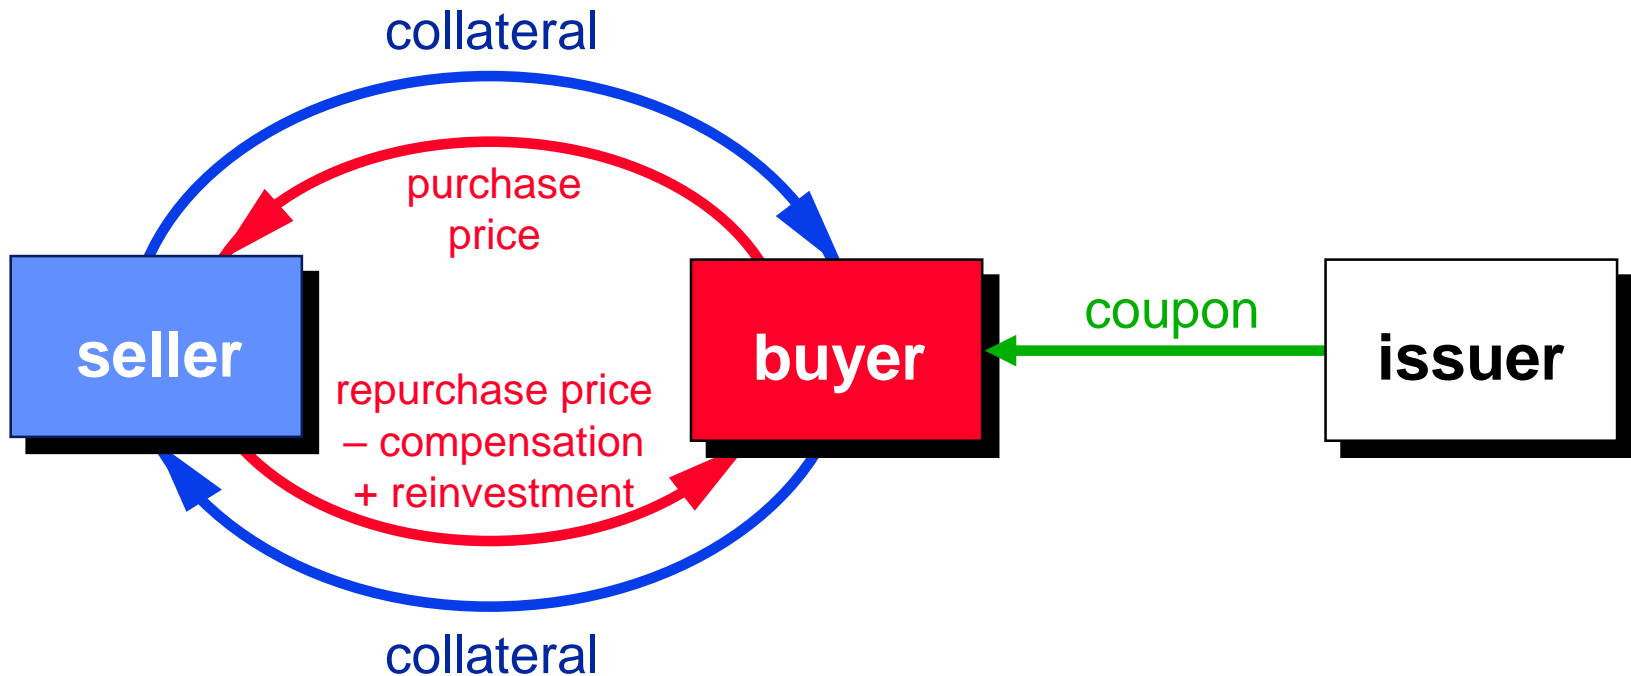 collateral
purchase
price
seller
buyer
coupon
issuer
repurchase price
– compensation
+ reinvestment
collateral